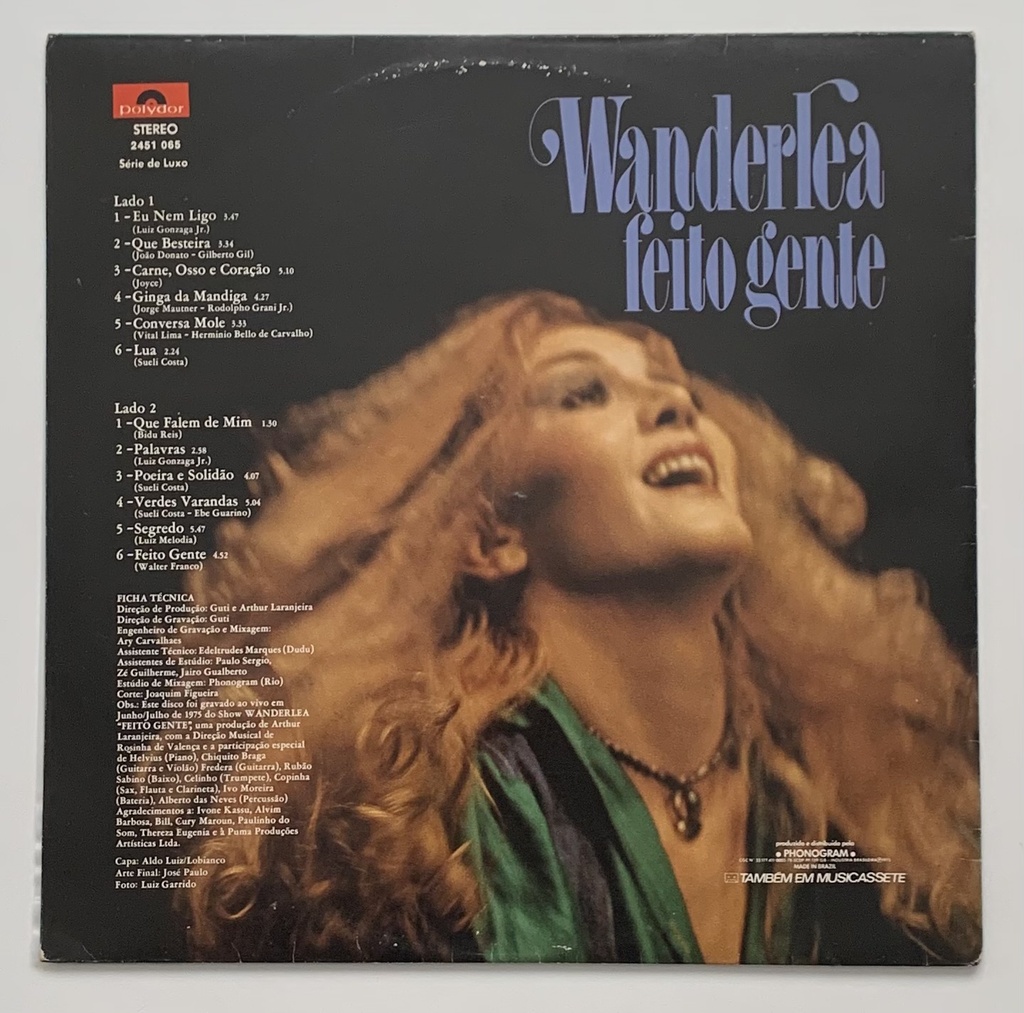 polydor
STEREO
2451 065
Série de Luxo
Wanderlea
feito gente
Lado 1
1 - Eu Nem Ligo 3.47
(Luiz Gonzaga Jr.)
2 - Que Besteira 3.34
(João Donato - Gilberto Gil)
3 - Carne, Osso e Coração 5.10
(Joyce)
4 - Ginga da Mandiga 4.27
(Jorge Mautner - Rodolpho Grani Jr.)
5 - Conversa Mole 3.33
(Vital Lima - Herminio Bello de Carvalho)
6 - Lua 2.24
(Sueli Costa)
Lado 2
1 - Que Falem de Mim 1.30
(Bidu Reis)
2 - Palavras 2.58
(Luiz Gonzaga Jr.)
3 - Poeira e Solidão 4.07
(Sueli Costa)
4 - Verdes Varandas 5.04
(Sueli Costa - Ebe Guarino)
5 - Segredo 5.47
(Luiz Melodia)
6 - Feito Gente 4.52
(Walter Franco)
FICHA TÉCNICA
Direção de Produção: Guti e Arthur Laranjeira
Direção de Gravação: Guti
Engenheiro de Gravação e Mixagem:
Ary Carvalhaes
Assistente Técnico: Edeltrudes Marques (Dudu)
Assistentes de Estúdio: Paulo Sergio,
Zé Guilherme, Jairo Gualberto
Estúdio de Mixagem: Phonogram (Rio)
Corte: Joaquim Figueira
Obs.: Este disco foi gravado ao vivo em
Junho/Julho de 1975 do Show WANDERLEA
"FEITO GENTE", uma produção de Arthur
Laranjeira, com a Direção Musical de
Rosinha de Valença e a participação especial
de Helvius (Piano), Chiquito Braga
(Guitarra e Violão) Fredera (Guitarra), Rubão
Sabino (Baixo), Celinho (Trumpete), Copinha
(Sax, Flauta e Clarineta), Ivo Moreira
(Bateria), Alberto das Neves (Percussão)
Agradecimentos a: Ivone Kassu, Alvim
Barbosa, Bill, Cury Maroun, Paulinho do
Som, Thereza Eugenia e à Puma Produções
Artísticas Ltda.
Capa: Aldo Luiz/Lobianco
Arte Final: José Paulo
Foto: Luiz Garrido
produzido e distribuido pela
• PHONOGRAM •
MADE IN BRAZIL
TAMBÉM EM MUSICASSETE